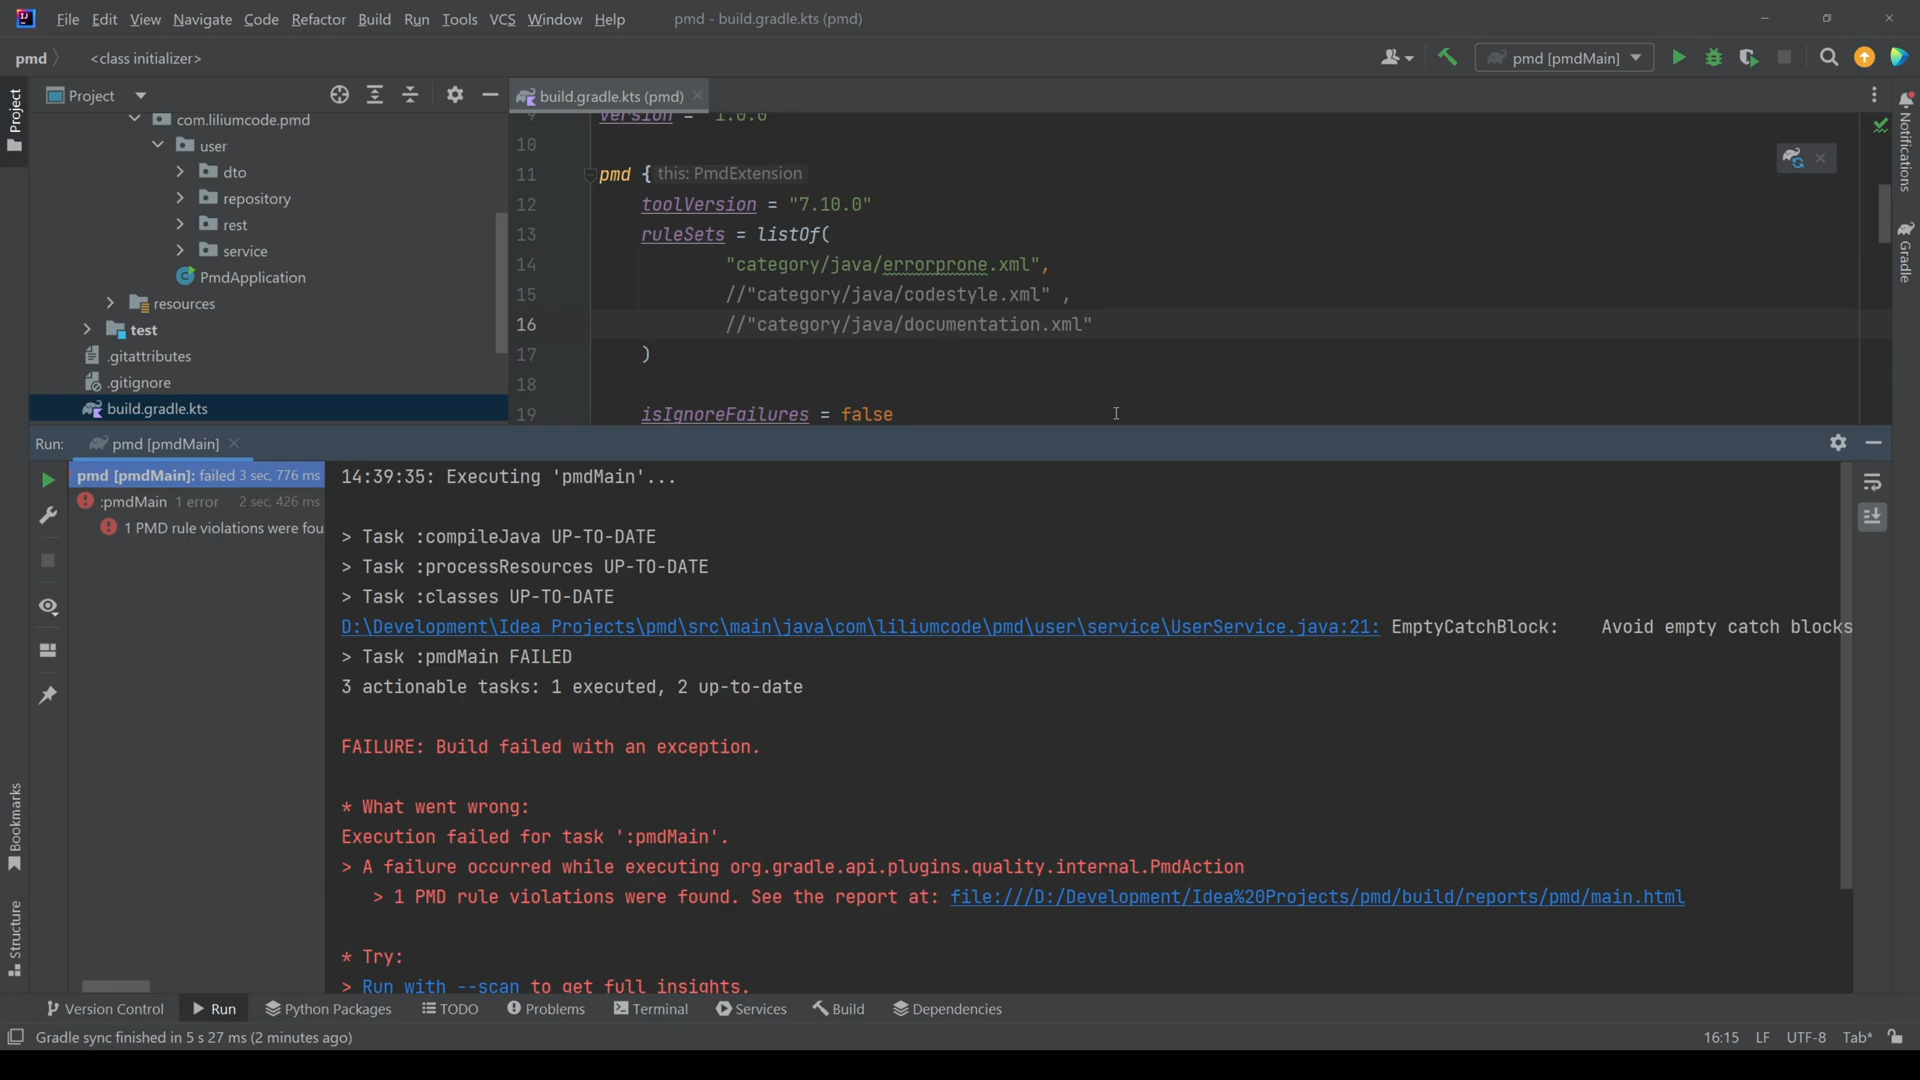 File Edit View Navigate Code Refactor Build Run Tools VCS Window Help pmd - build.gradle.kts (pmd)
pmd <class initializer> pmd [pmdMain]
Project
Project
build.gradle.kts (pmd)
com.liliumcode.pmd
user
dto
repository
rest
service
PmdApplication
resources
test
.gitattributes
.gitignore
build.gradle.kts
9 version = "1.0.0"
10
11 pmd { this: PmdExtension
12 toolVersion = "7.10.0"
13 ruleSets = listOf(
14 "category/java/errorprone.xml",
15 //"category/java/codestyle.xml" ,
16 //"category/java/documentation.xml"
17 )
18
19 isIgnoreFailures = false
Notifications
Gradle
Run: pmd [pmdMain]
pmd [pmdMain]: failed 3 sec, 776 ms
:pmdMain 1 error 2 sec, 426 ms
1 PMD rule violations were fou
14:39:35: Executing 'pmdMain'...
> Task :compileJava UP-TO-DATE
> Task :processResources UP-TO-DATE
> Task :classes UP-TO-DATE
D:\Development\Idea Projects\pmd\src\main\java\com\liliumcode\pmd\user\service\UserService.java:21: EmptyCatchBlock: Avoid empty catch blocks
> Task :pmdMain FAILED
3 actionable tasks: 1 executed, 2 up-to-date
FAILURE: Build failed with an exception.
* What went wrong:
Execution failed for task ':pmdMain'.
> A failure occurred while executing org.gradle.api.plugins.quality.internal.PmdAction
> 1 PMD rule violations were found. See the report at: file:///D:/Development/Idea%20Projects/pmd/build/reports/pmd/main.html
* Try:
> Run with --scan to get full insights.
Bookmarks
Structure
Version Control Run Python Packages TODO Problems Terminal Services Build Dependencies
Gradle sync finished in 5 s 27 ms (2 minutes ago) 16:15 LF UTF-8 Tab*